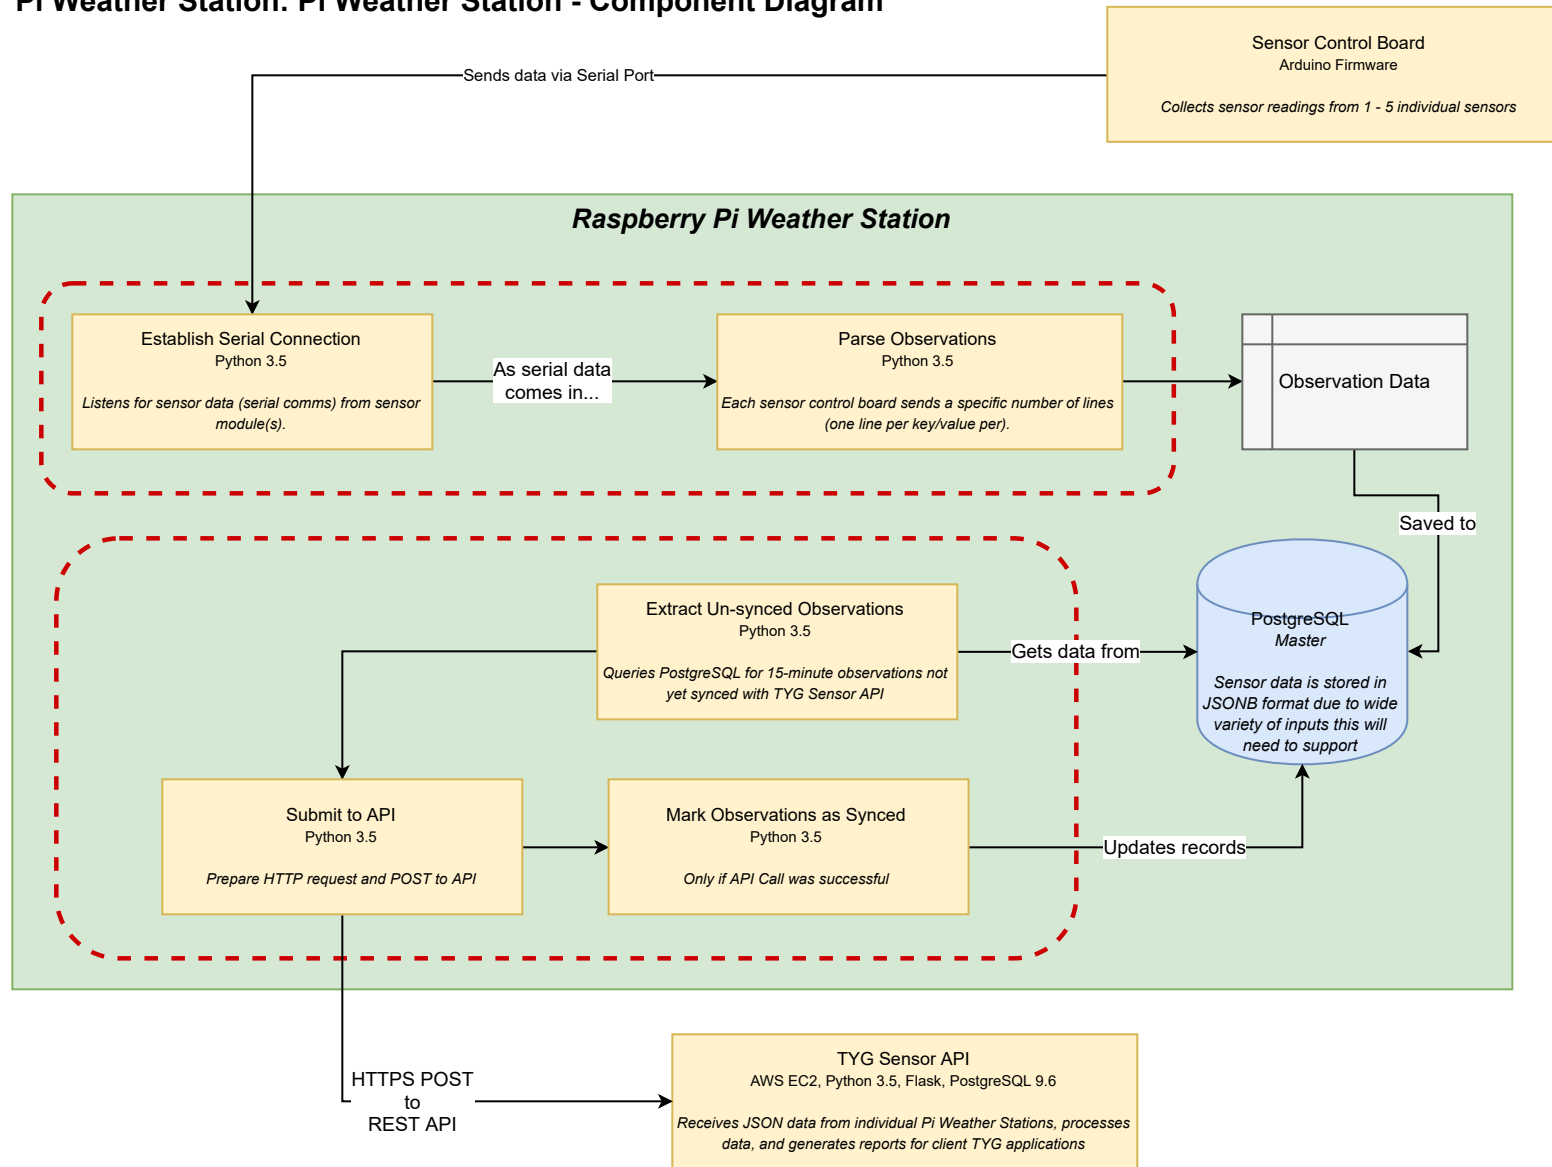 Pi Weather Station: Pi Weather Station - Component Diagram
Sensor Control Board
Arduino Firmware
Collects sensor readings from 1 - 5 individual sensors
Sends data via Serial Port
Raspberry Pi Weather Station
Establish Serial Connection
Python 3.5
Listens for sensor data (serial comms) from sensor
module(s).
As serial data
comes in...
Parse Observations
Python 3.5
Each sensor control board sends a specific number of lines
(one line per key/value per).
Observation Data
Saved to
Extract Un-synced Observations
Python 3.5
Queries PostgreSQL for 15-minute observations not
yet synced with TYG Sensor API
Gets data from
PostgreSQL
Master
Sensor data is stored in
JSONB format due to wide
variety of inputs this will
need to support
Submit to API
Python 3.5
Prepare HTTP request and POST to API
Mark Observations as Synced
Python 3.5
Only if API Call was successful
Updates records
HTTPS POST
to
REST API
TYG Sensor API
AWS EC2, Python 3.5, Flask, PostgreSQL 9.6
Receives JSON data from individual Pi Weather Stations, processes
data, and generates reports for client TYG applications